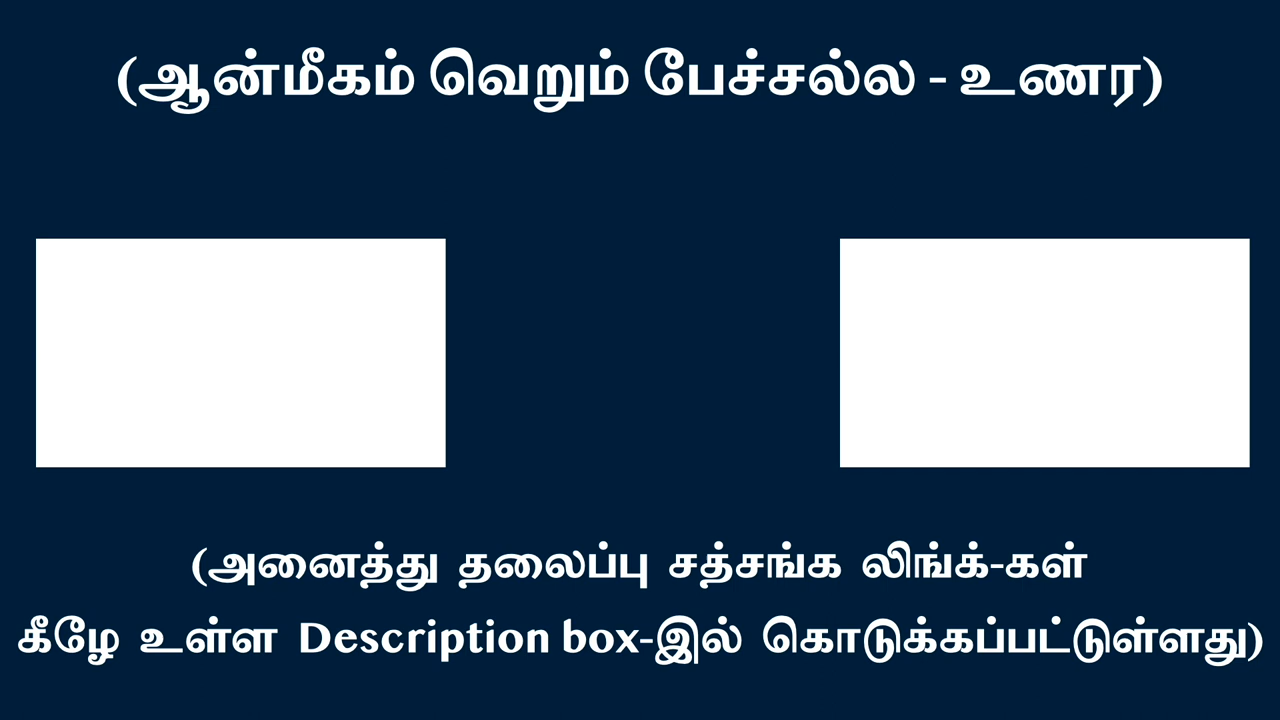 (ஆன்மீகம் வெறும் பேச்சல்ல - உணர)
(அனைத்து தலைப்பு சத்சங்க லிங்க்-கள்
கீழே உள்ள Description box-இல் கொடுக்கப்பட்டுள்ளது)